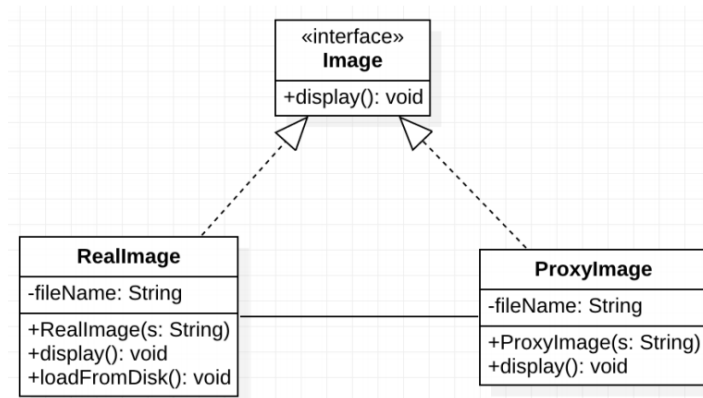 «interface»
Image
+display(): void
RealImage
-fileName: String
+RealImage(s: String)
+display(): void
+loadFromDisk(): void
ProxyImage
-fileName: String
+ProxyImage(s: String)
+display(): void